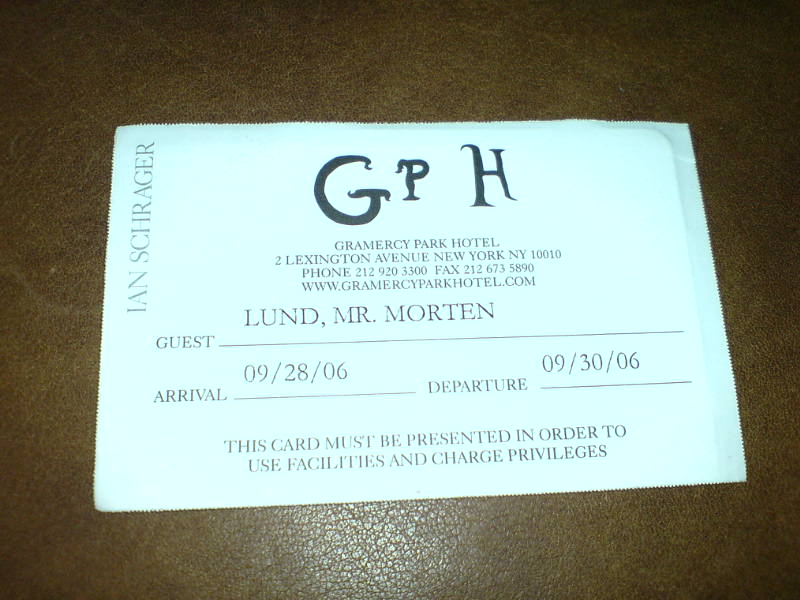 IAN SCHRAGER
GPH
GRAMERCY PARK HOTEL
2 LEXINGTON AVENUE NEW YORK NY 10010
PHONE 212 920 3300 FAX 212 673 5890
WWW.GRAMERCYPARKHOTEL.COM
GUEST LUND, MR. MORTEN
ARRIVAL 09/28/06 DEPARTURE 09/30/06
THIS CARD MUST BE PRESENTED IN ORDER TO
USE FACILITIES AND CHARGE PRIVILEGES